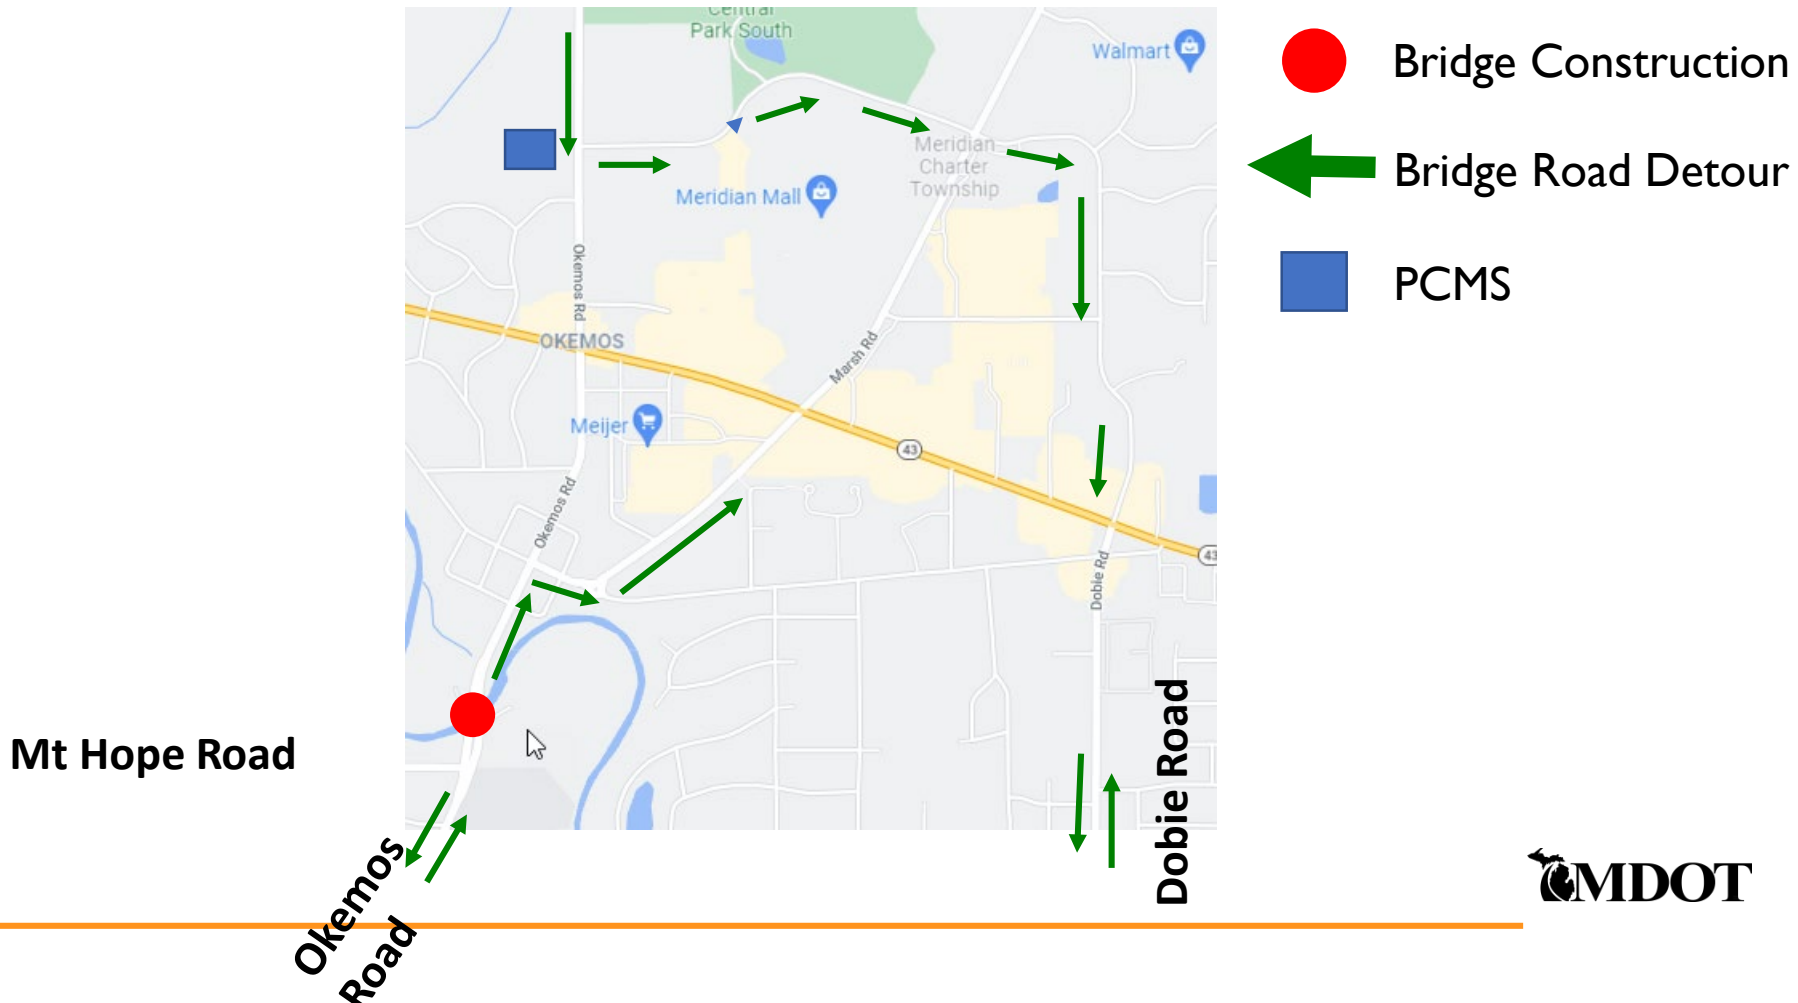 Central
Park South
Walmart
Bridge Construction
Meridian
Charter
Township
Bridge Road Detour
Meridian Mall
Okemos Rd
PCMS
OKEMOS
Marsh Rd
Meijer
43
Okemos Rd
43
Dobie Rd
Mt Hope Road
Dobie Road
Okemos
Road
MDOT